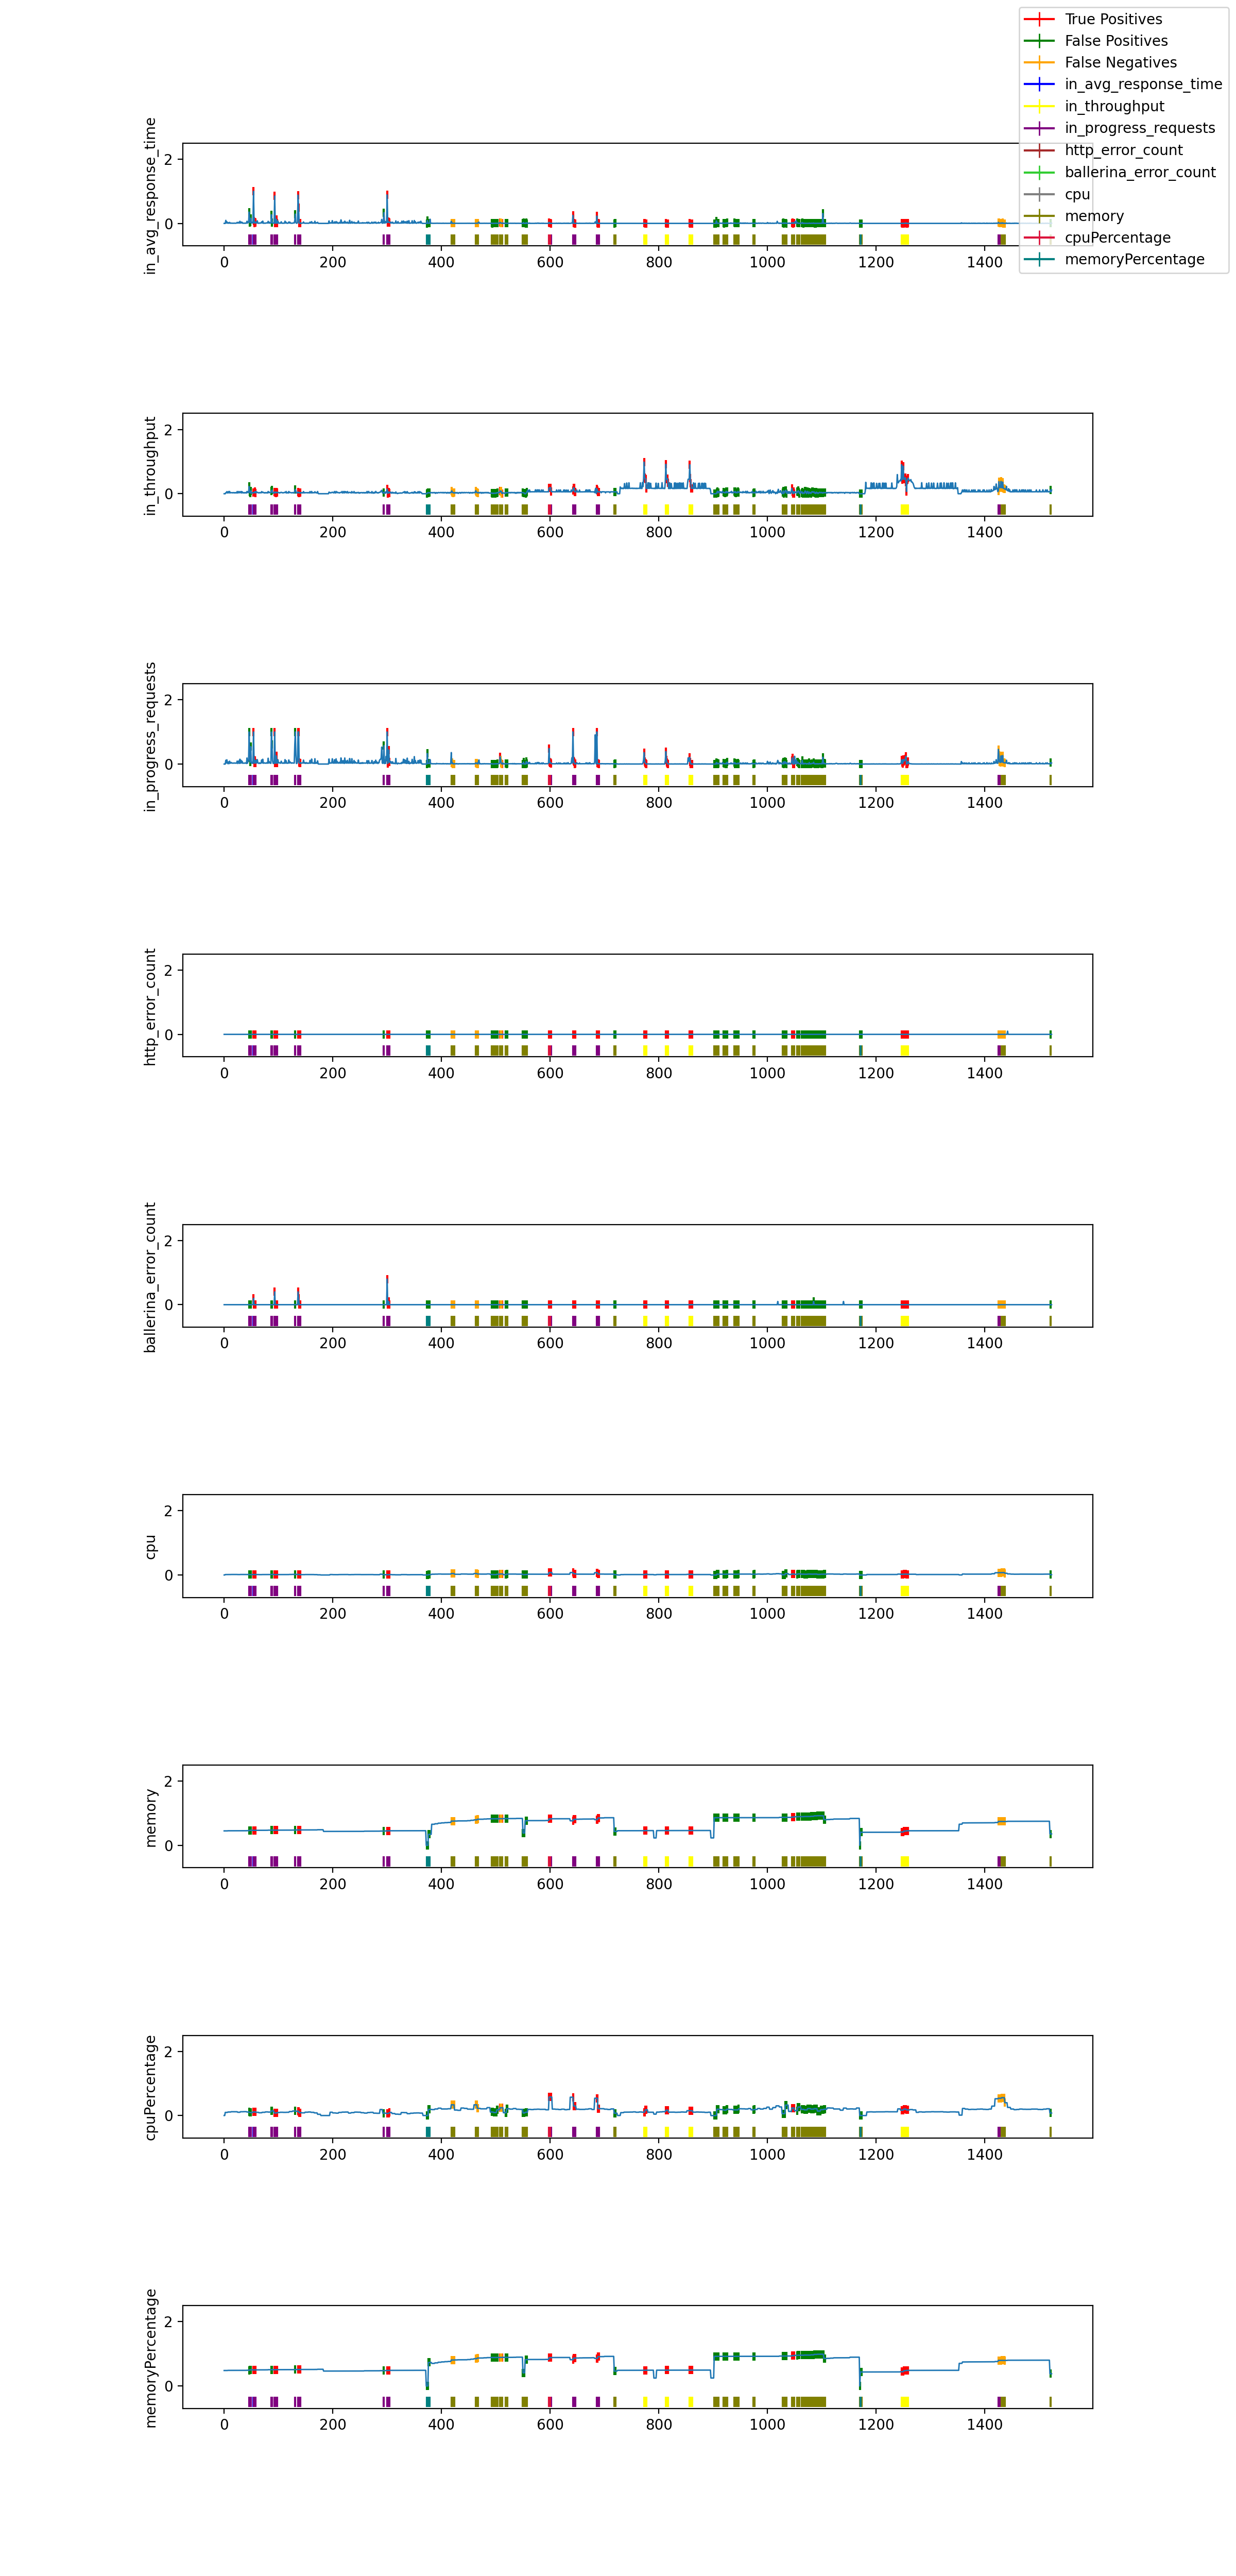 True Positives
False Positives
False Negatives
in_avg_response_time
in_throughput
in_progress_requests
http_error_count
ballerina_error_count
cpu
memory
cpuPercentage
memoryPercentage
in_avg_response_time
2
0
0 200 400 600 800 1000 1200 1400
in_throughput
2
0
0 200 400 600 800 1000 1200 1400
in_progress_requests
2
0
0 200 400 600 800 1000 1200 1400
http_error_count
2
0
0 200 400 600 800 1000 1200 1400
ballerina_error_count
2
0
0 200 400 600 800 1000 1200 1400
cpu
2
0
0 200 400 600 800 1000 1200 1400
memory
2
0
0 200 400 600 800 1000 1200 1400
cpuPercentage
2
0
0 200 400 600 800 1000 1200 1400
memoryPercentage
2
0
0 200 400 600 800 1000 1200 1400